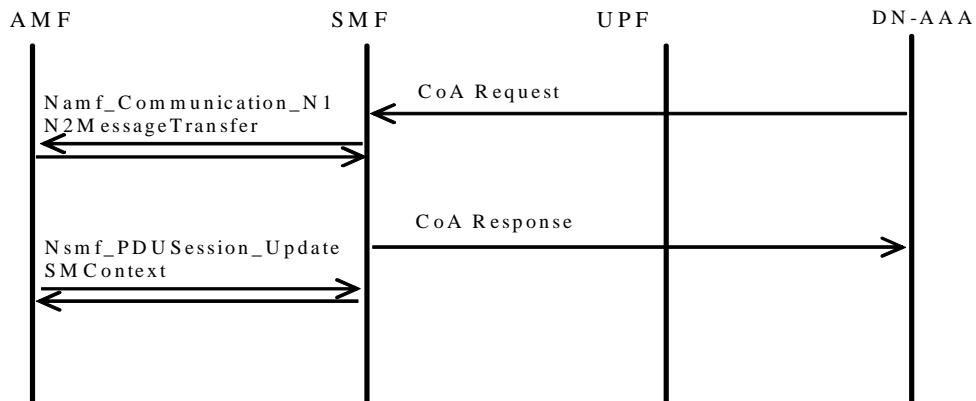 AMF SMF UPF DN-AAA
CoA Request
Namf_Communication_N1
N2MessageTransfer
CoA Response
Nsmf_PDUSession_Update
SMContext